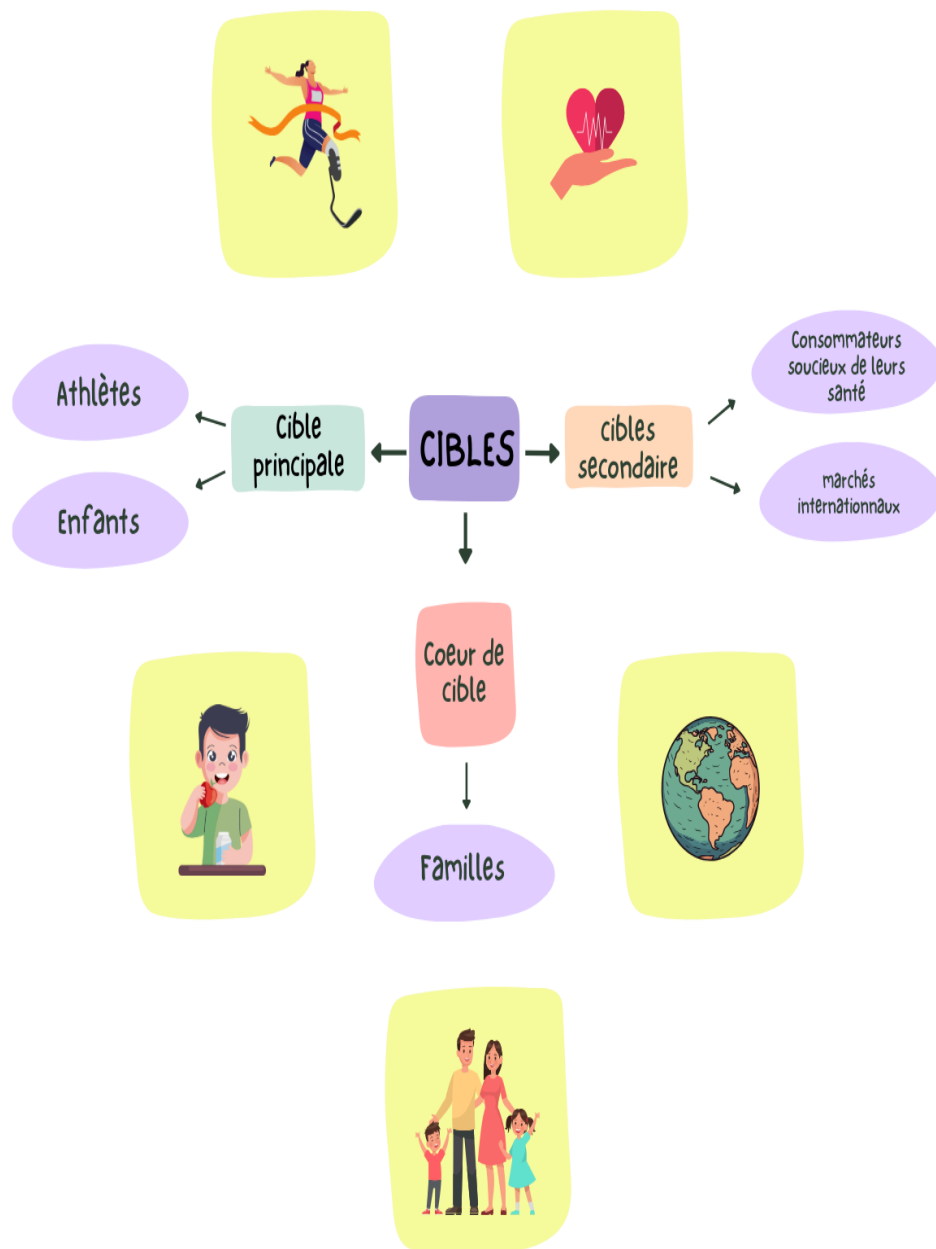 Athlètes
Enfants
Cible
principale
CIBLES
cibles
secondaire
Consommateurs
soucieux de leurs
santé
marchés
internationnaux
Coeur de
cible
Familles